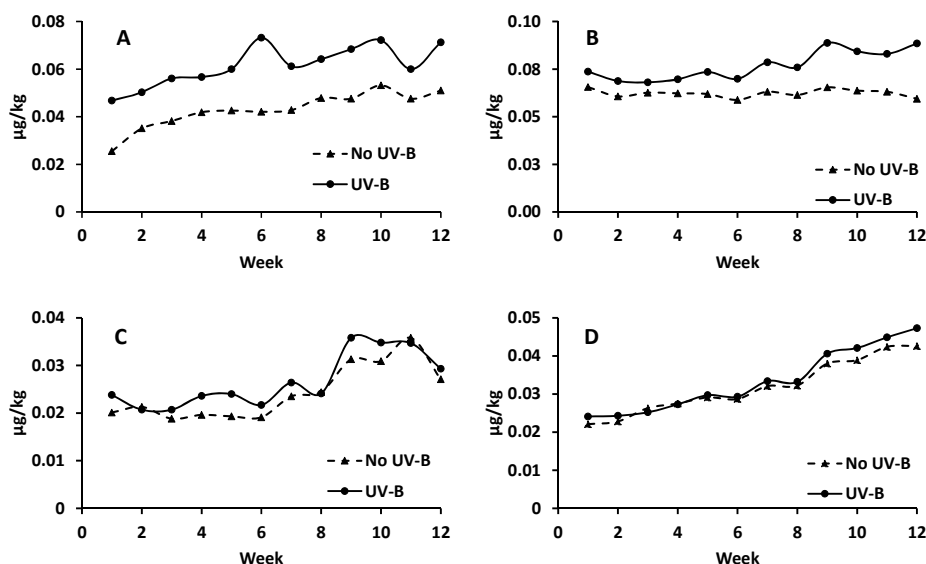 A
µg/kg
0.08
0.06
0.04
0.02
0
No UV-B
UV-B
0 2 4 6 8 10 12
Week
B
µg/kg
0.10
0.08
0.05
0.03
0.00
No UV-B
UV-B
0 2 4 6 8 10 12
Week
C
µg/kg
0.04
0.03
0.02
0.01
0
No UV-B
UV-B
0 2 4 6 8 10 12
Week
D
µg/kg
0.05
0.04
0.03
0.02
0.01
0
No UV-B
UV-B
0 2 4 6 8 10 12
Week